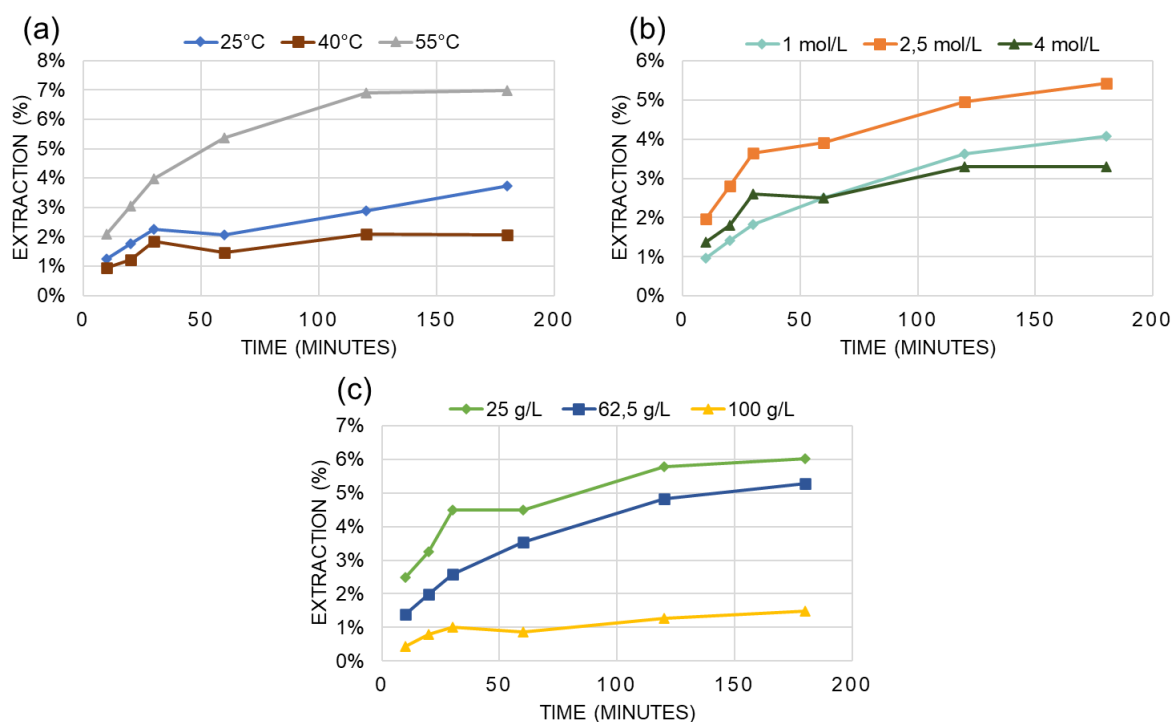 (a)
25°C 40°C 55°C
8%
7%
6%
5%
4%
3%
2%
1%
0%
EXTRACTION (%)
0 50 100 150 200
TIME (MINUTES)
(b)
1 mol/L 2,5 mol/L 4 mol/L
6%
5%
4%
3%
2%
1%
0%
EXTRACTION (%)
0 50 100 150 200
TIME (MINUTES)
(c)
25 g/L 62,5 g/L 100 g/L
7%
6%
5%
4%
3%
2%
1%
0%
EXTRACTION (%)
0 50 100 150 200
TIME (MINUTES)